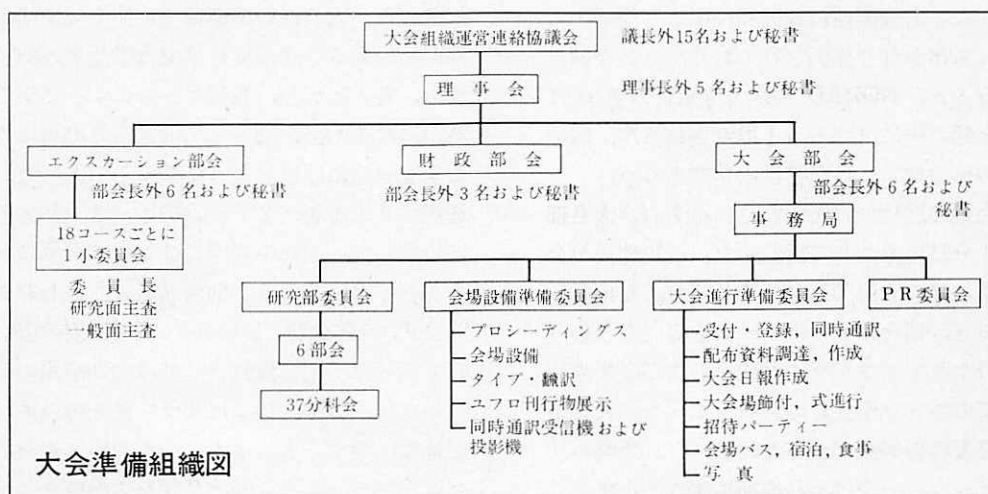 大会組織運営連絡協議会 議長外15名および秘書
理事会 理事長外5名および秘書
エクスカーション部会
部会長外6名および秘書
18コースごとに
1小委員会
委員長
研究面主査
一般面主査
財政部会
部会長外3名および秘書
大会部会
部会長外6名および
秘書
事務局
研究部委員会
6部会
37分科会
会場設備準備委員会
プロシーディングス
会場設備
タイプ・飜訳
ユフロ刊行物展示
同時通訳受信機および
投影機
大会進行準備委員会
受付・登録、同時通訳
配布資料調達，作成
大会日報作成
大会場飾付，式進行
招待パーティー
会場バス，宿泊，食事
写真
PR委員会
大会準備組織図